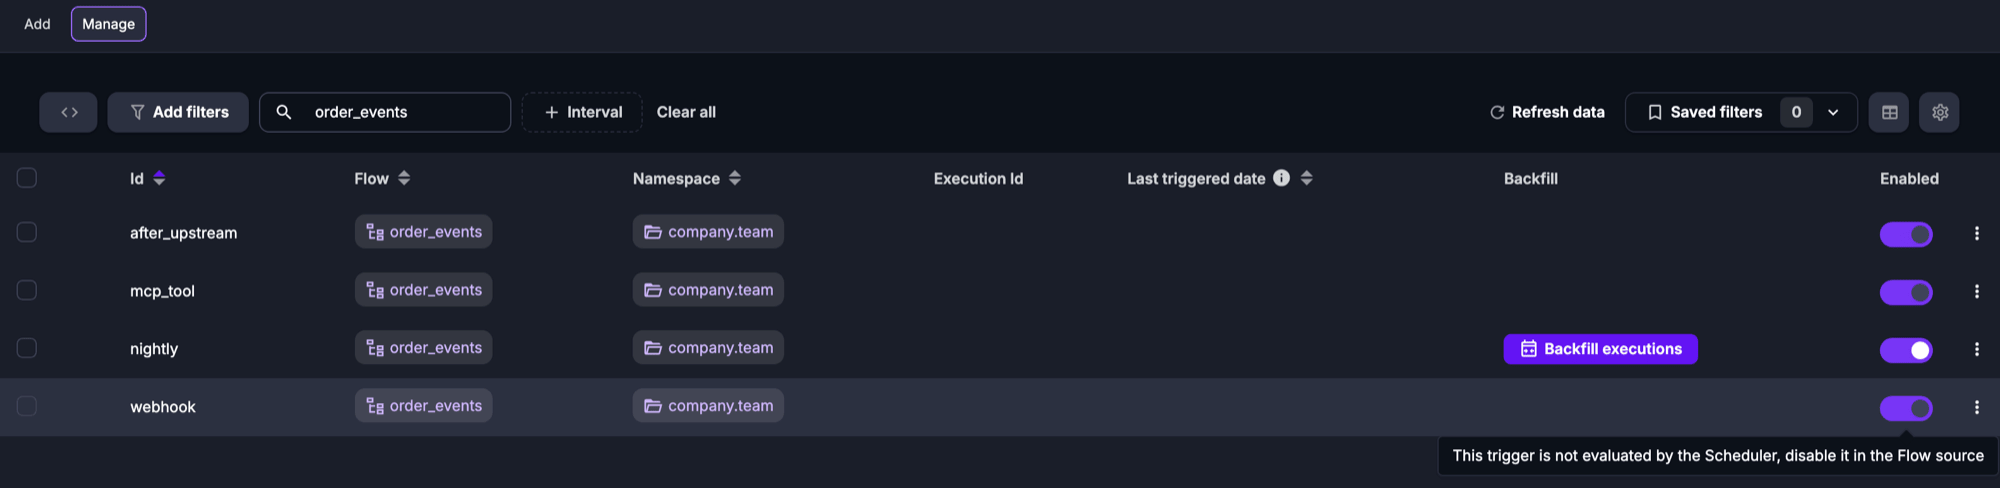 Add Manage
Add filters order_events + Interval Clear all Refresh data Saved filters 0
Id Flow Namespace Execution Id Last triggered date Backfill Enabled
after_upstream order_events company.team
mcp_tool order_events company.team
nightly order_events company.team Backfill executions
webhook order_events company.team
This trigger is not evaluated by the Scheduler, disable it in the Flow source